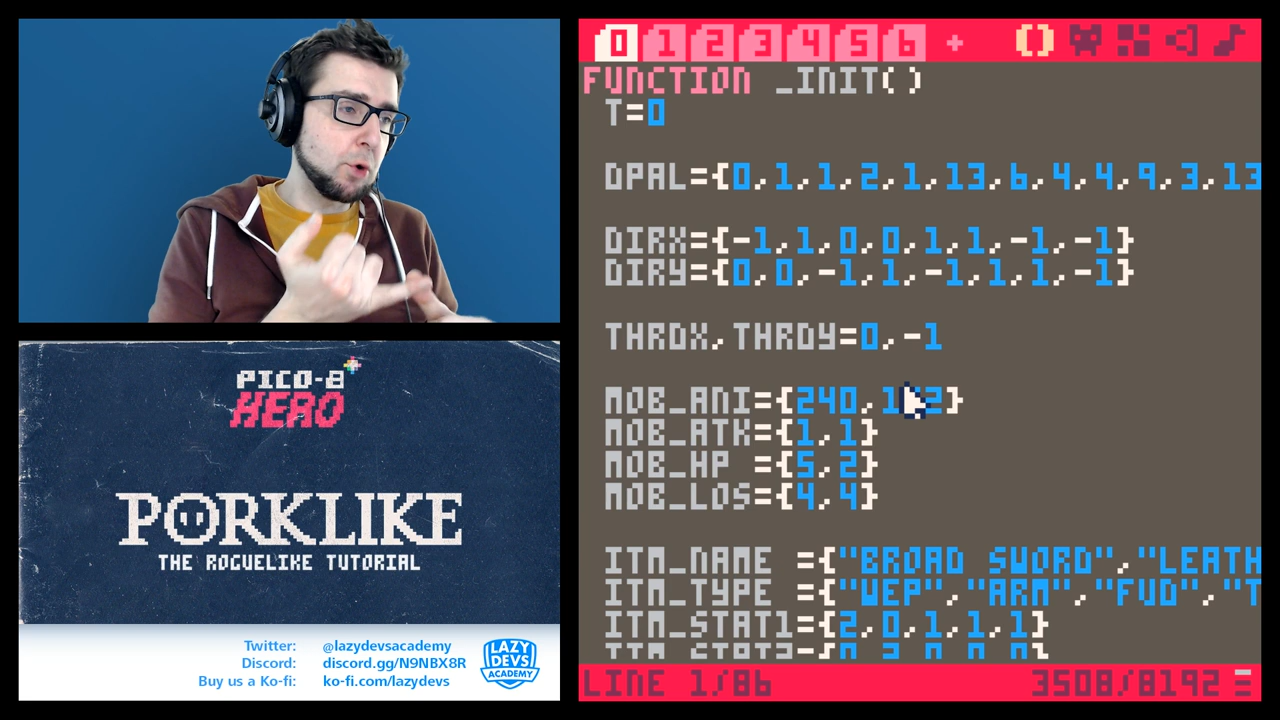 PICO-8
HERO
PORKLIKE
THE ROGUELIKE TUTORIAL
Twitter: @lazydevsacademy
Discord: discord.gg/N9NBX8R
Buy us a Ko-fi: ko-fi.com/lazydevs
LAZY
DEVS
ACADEMY
0 1 2 3 4 5 6 +
FUNCTION _INIT()
T=0
DPAL={0,1,1,2,1,13,6,4,4,9,3,13
DIRX={-1,1,0,0,1,1,-1,-1}
DIRY={0,0,-1,1,-1,1,1,-1}
THRDX,THRDY=0,-1
MOB_ANI={240,
MOB_ATK={1,1}
MOB_HP ={5,2}
MOB_LOS={4,4}
ITM_NAME ={"BROAD SWORD","LEATH
ITM_TYPE ={"WEP","ARM","FUD","T
ITM_STAT1={2,0,1,1,1}
LINE 1/86
3508/8192